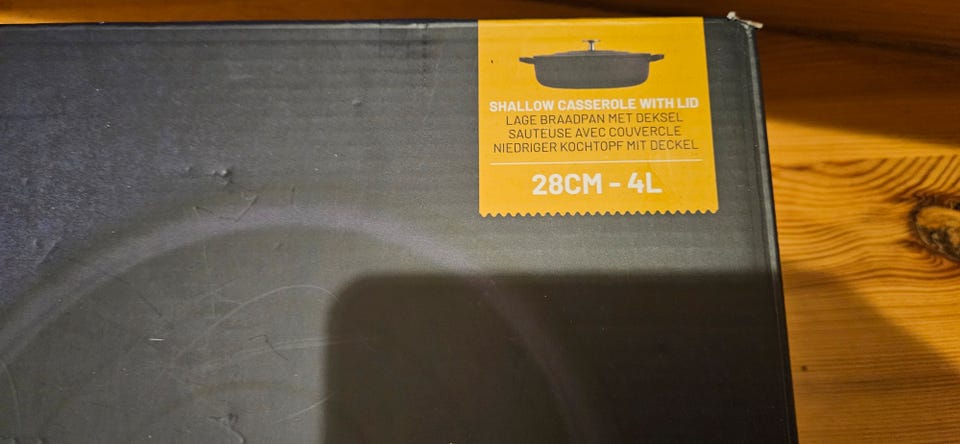 SHALLOW CASSEROLE WITH LID
LAGE BRAADPAN MET DEKSEL
SAUTEUSE AVEC COUVERCLE
NIEDRIGER KOCHTOPF MIT DECKEL
28CM - 4L